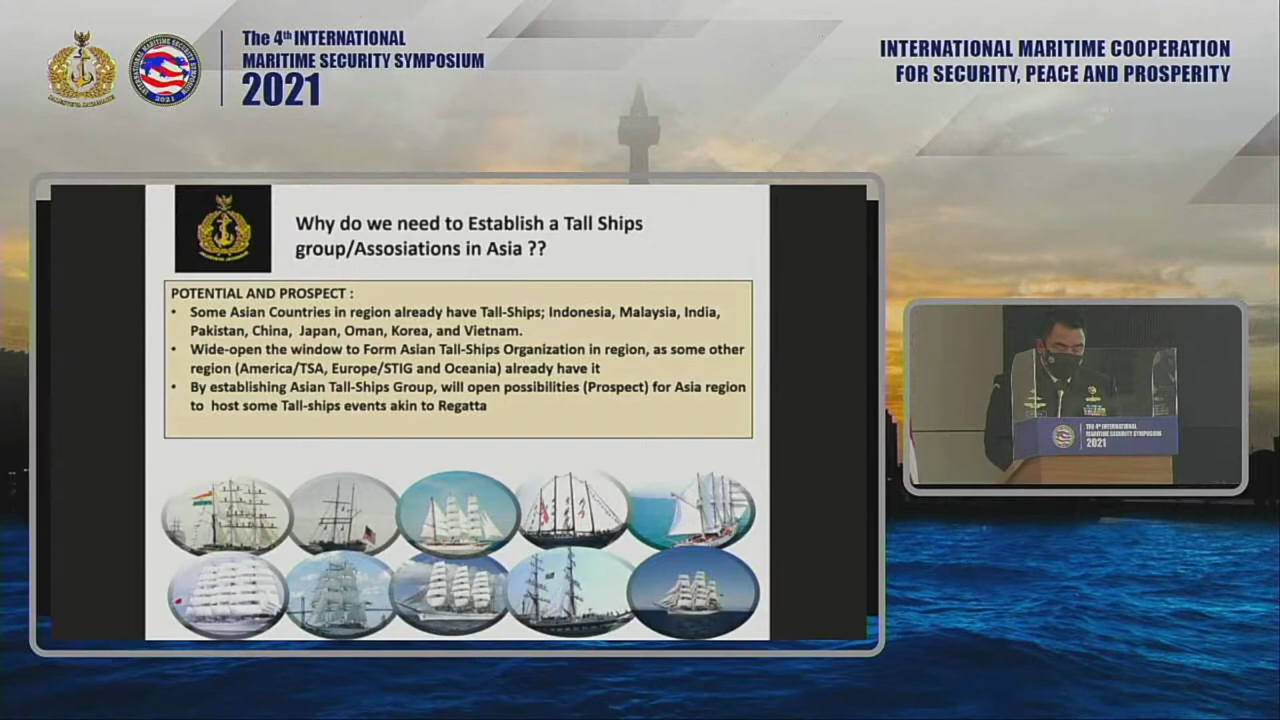 The 4th INTERNATIONAL
MARITIME SECURITY SYMPOSIUM
2021
INTERNATIONAL MARITIME COOPERATION
FOR SECURITY, PEACE AND PROSPERITY
Why do we need to Establish a Tall Ships
group/Assosiations in Asia ??
POTENTIAL AND PROSPECT :
• Some Asian Countries in region already have Tall-Ships; Indonesia, Malaysia, India,
Pakistan, China, Japan, Oman, Korea, and Vietnam.
• Wide-open the window to Form Asian Tall-Ships Organization in region, as some other
region (America/TSA, Europe/STIG and Oceania) already have it
• By establishing Asian Tall-Ships Group, will open possibilities (Prospect) for Asia region
to host some Tall-ships events akin to Regatta
The 4th INTERNATIONAL
MARITIME SECURITY SYMPOSIUM
2021